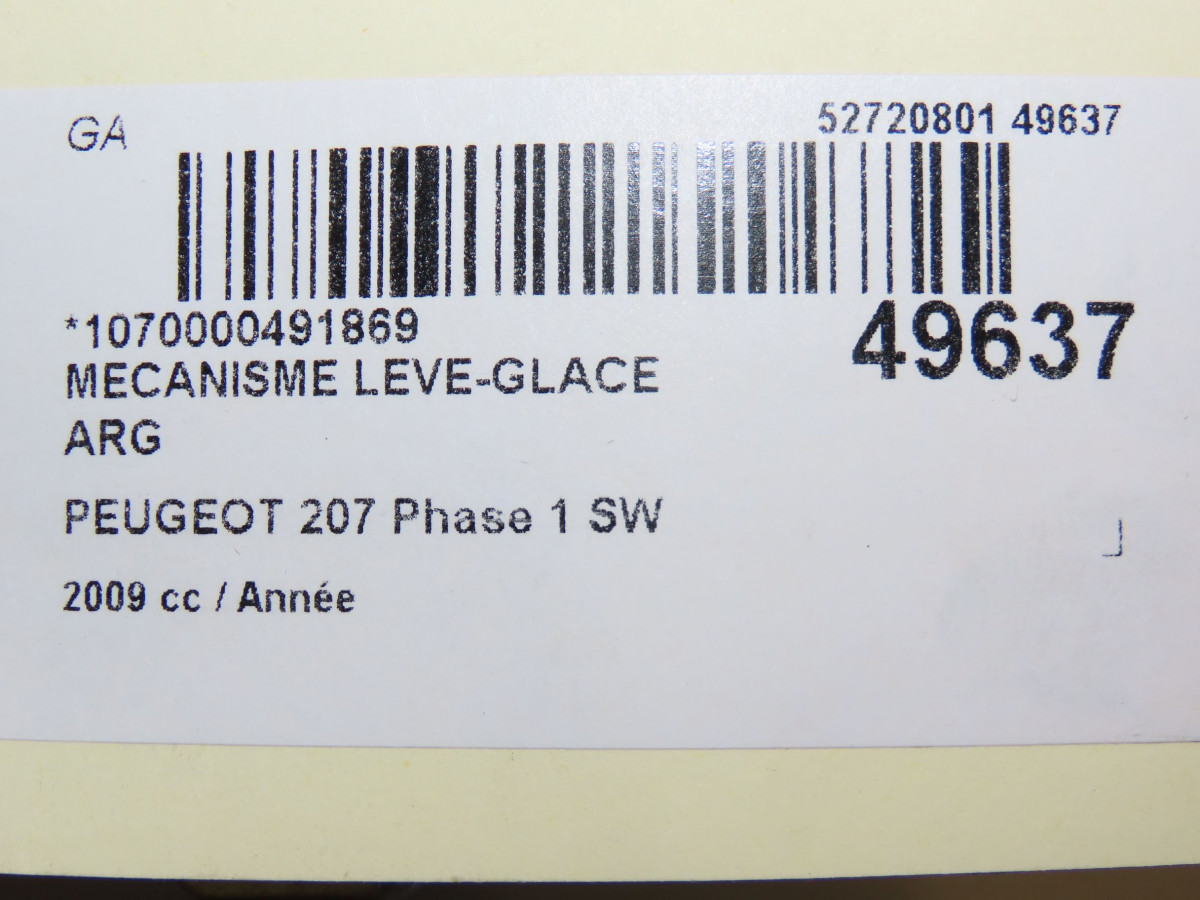 GA
52720801 49637
*1070000491869
49637
MECANISME LEVE-GLACE
ARG
PEUGEOT 207 Phase 1 SW
2009 cc / Année